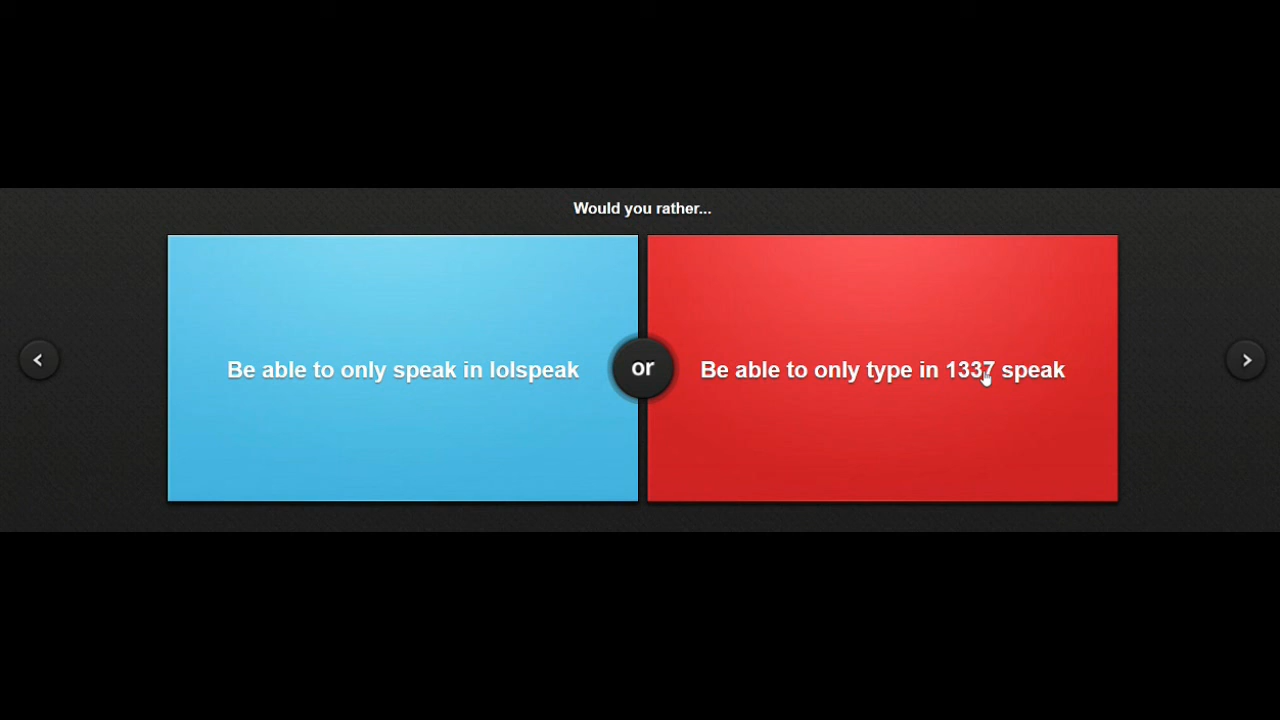 Would you rather...
Be able to only speak in lolspeak
or
Be able to only type in 1337 speak